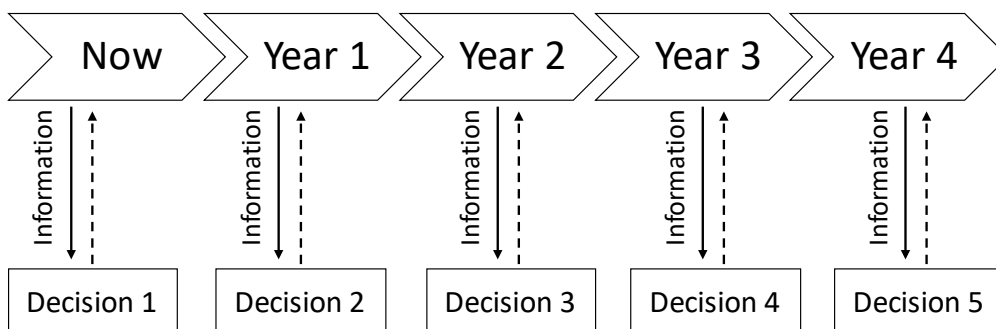 Now
Year 1
Year 2
Year 3
Year 4
Information
Information
Information
Information
Information
Decision 1
Decision 2
Decision 3
Decision 4
Decision 5